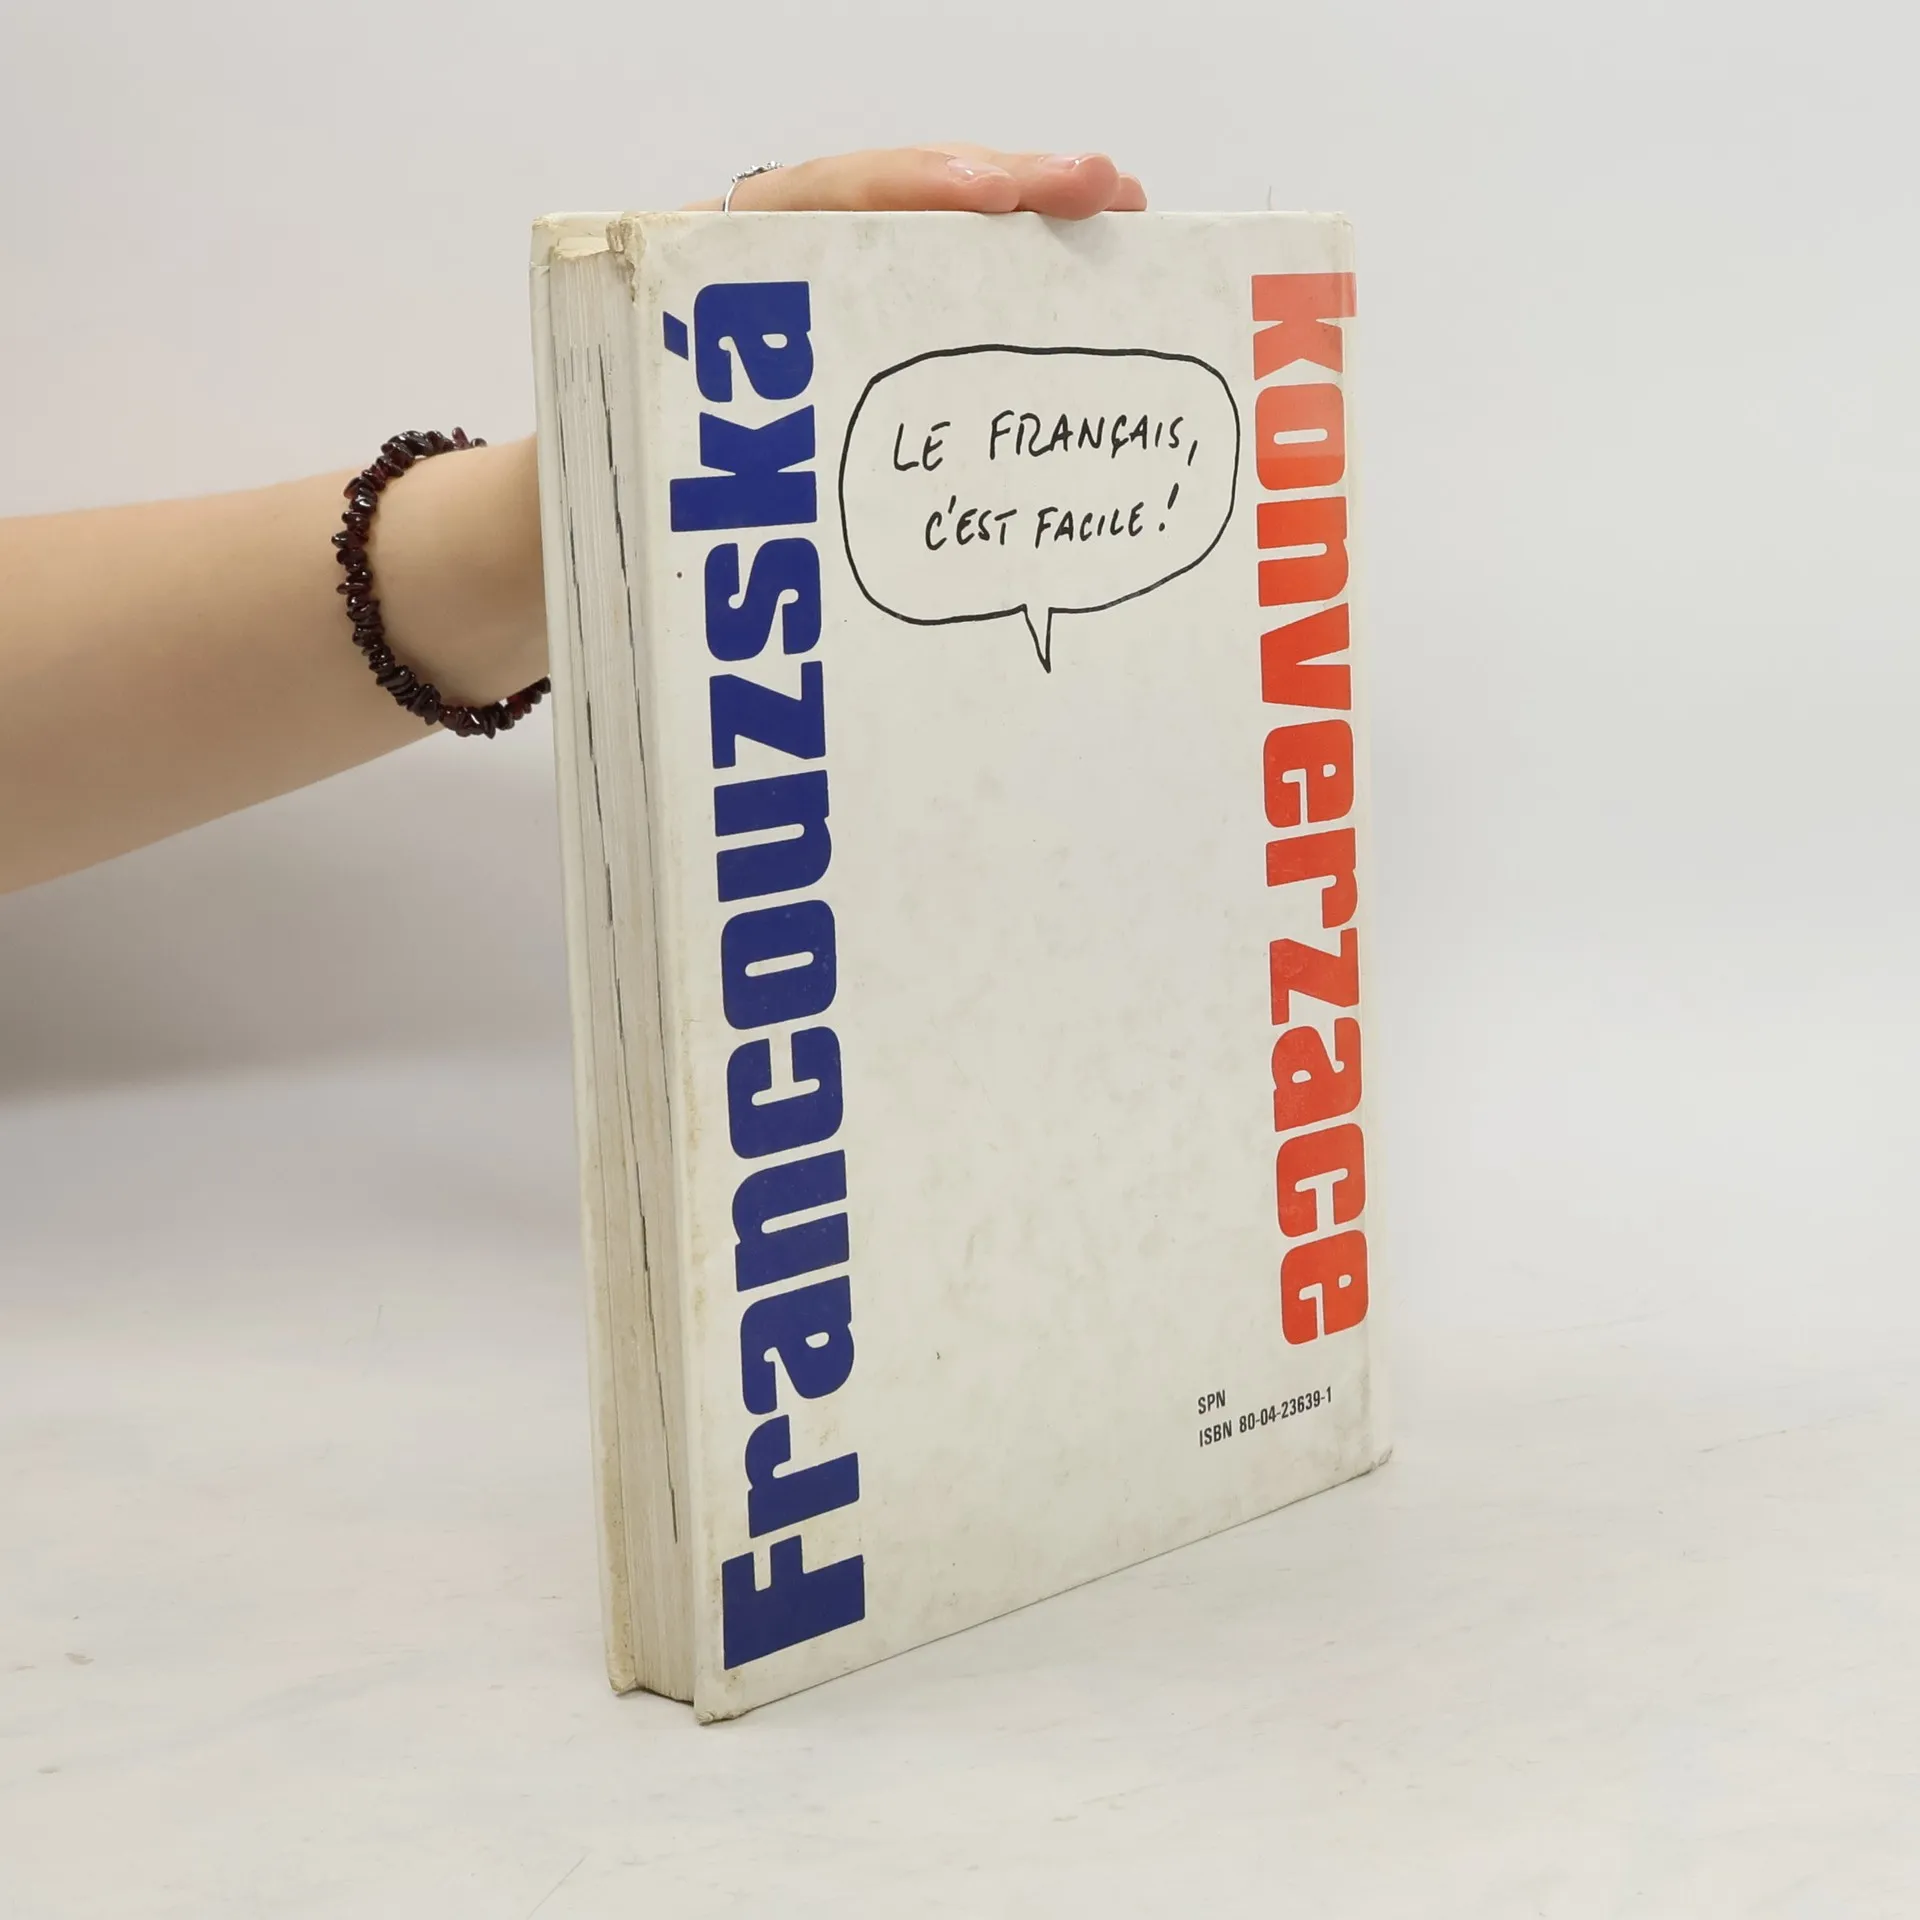 Francouzská
LE FRANÇAIS,
C'EST FACILE!
konverzace
SPN
ISBN 80-04-23639-1